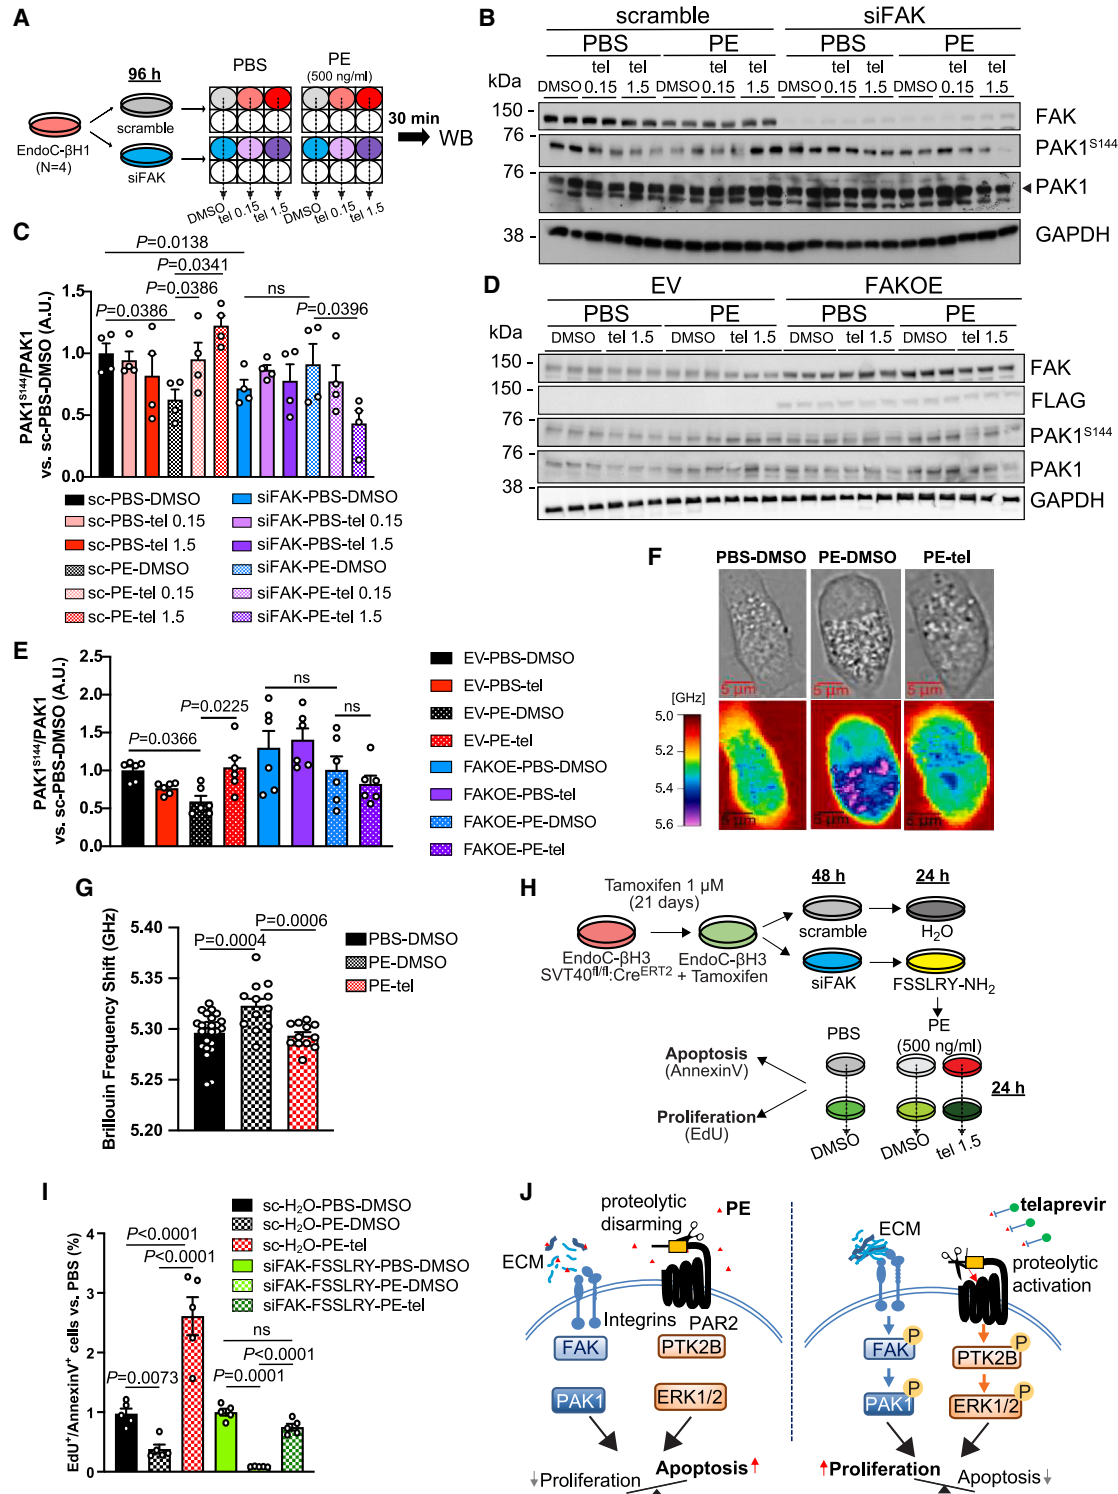 A
96 h
PBS
PE
(500 ng/ml)
EndoC-βH1
(N=4)
scramble
siFAK
30 min
WB
DMSO
tel 0.15
tel 1.5
DMSO
tel 0.15
tel 1.5
B
scramble siFAK
PBS PE PBS PE
kDa
DMSO tel 0.15 tel 1.5 DMSO tel 0.15 tel 1.5 DMSO tel 0.15 tel 1.5 DMSO tel 0.15 tel 1.5
150
76
76
38
FAK
PAK1S144
PAK1
GAPDH
C
P=0.0138
P=0.0341
P=0.0386
P=0.0386
ns
P=0.0396
PAK1S144/PAK1
vs. sc-PBS-DMSO (A.U.)
1.5
1.0
0.5
0.0
sc-PBS-DMSO
sc-PBS-tel 0.15
sc-PBS-tel 1.5
sc-PE-DMSO
sc-PE-tel 0.15
sc-PE-tel 1.5
siFAK-PBS-DMSO
siFAK-PBS-tel 0.15
siFAK-PBS-tel 1.5
siFAK-PE-DMSO
siFAK-PE-tel 0.15
siFAK-PE-tel 1.5
D
EV FAKOE
PBS PE PBS PE
kDa
DMSO tel 1.5 DMSO tel 1.5 DMSO tel 1.5 DMSO tel 1.5
150
150
76
76
38
FAK
FLAG
PAK1S144
PAK1
GAPDH
E
PAK1S144/PAK1
vs. sc-PBS-DMSO (A.U.)
2.5
2.0
1.5
1.0
0.5
0.0
P=0.0366
P=0.0225
ns
ns
EV-PBS-DMSO
EV-PBS-tel
EV-PE-DMSO
EV-PE-tel
FAKOE-PBS-DMSO
FAKOE-PBS-tel
FAKOE-PE-DMSO
FAKOE-PE-tel
F
PBS-DMSO PE-DMSO PE-tel
5 μm
5 μm
5 μm
[GHz]
5.0
5.2
5.4
5.6
5 μm
5 μm
5 μm
G
Brillouin Frequency Shift (GHz)
5.40
5.35
5.30
5.25
5.20
P=0.0006
P=0.0004
PBS-DMSO
PE-DMSO
PE-tel
H
Tamoxifen 1 μM
(21 days)
48 h
24 h
EndoC-βH3
SVT40fl/fl:CreERT2
EndoC-βH3
+ Tamoxifen
scramble
H2O
siFAK
FSSLRY-NH2
PBS
PE
(500 ng/ml)
Apoptosis
(AnnexinV)
Proliferation
(EdU)
24 h
DMSO
DMSO
tel 1.5
I
EdU+/AnnexinV+ cells vs. PBS (%)
4
3
2
1
0
P<0.0001
P<0.0001
P=0.0073
ns
P<0.0001
P=0.0001
sc-H2O-PBS-DMSO
sc-H2O-PE-DMSO
sc-H2O-PE-tel
siFAK-FSSLRY-PBS-DMSO
siFAK-FSSLRY-PE-DMSO
siFAK-FSSLRY-PE-tel
J
proteolytic
disarming
PE
ECM
Integrins
PAR2
FAK
PTK2B
PAK1
ERK1/2
Proliferation
Apoptosis
telaprevir
ECM
proteolytic
activation
FAK
P
PTK2B
P
PAK1
P
ERK1/2
P
Proliferation
Apoptosis